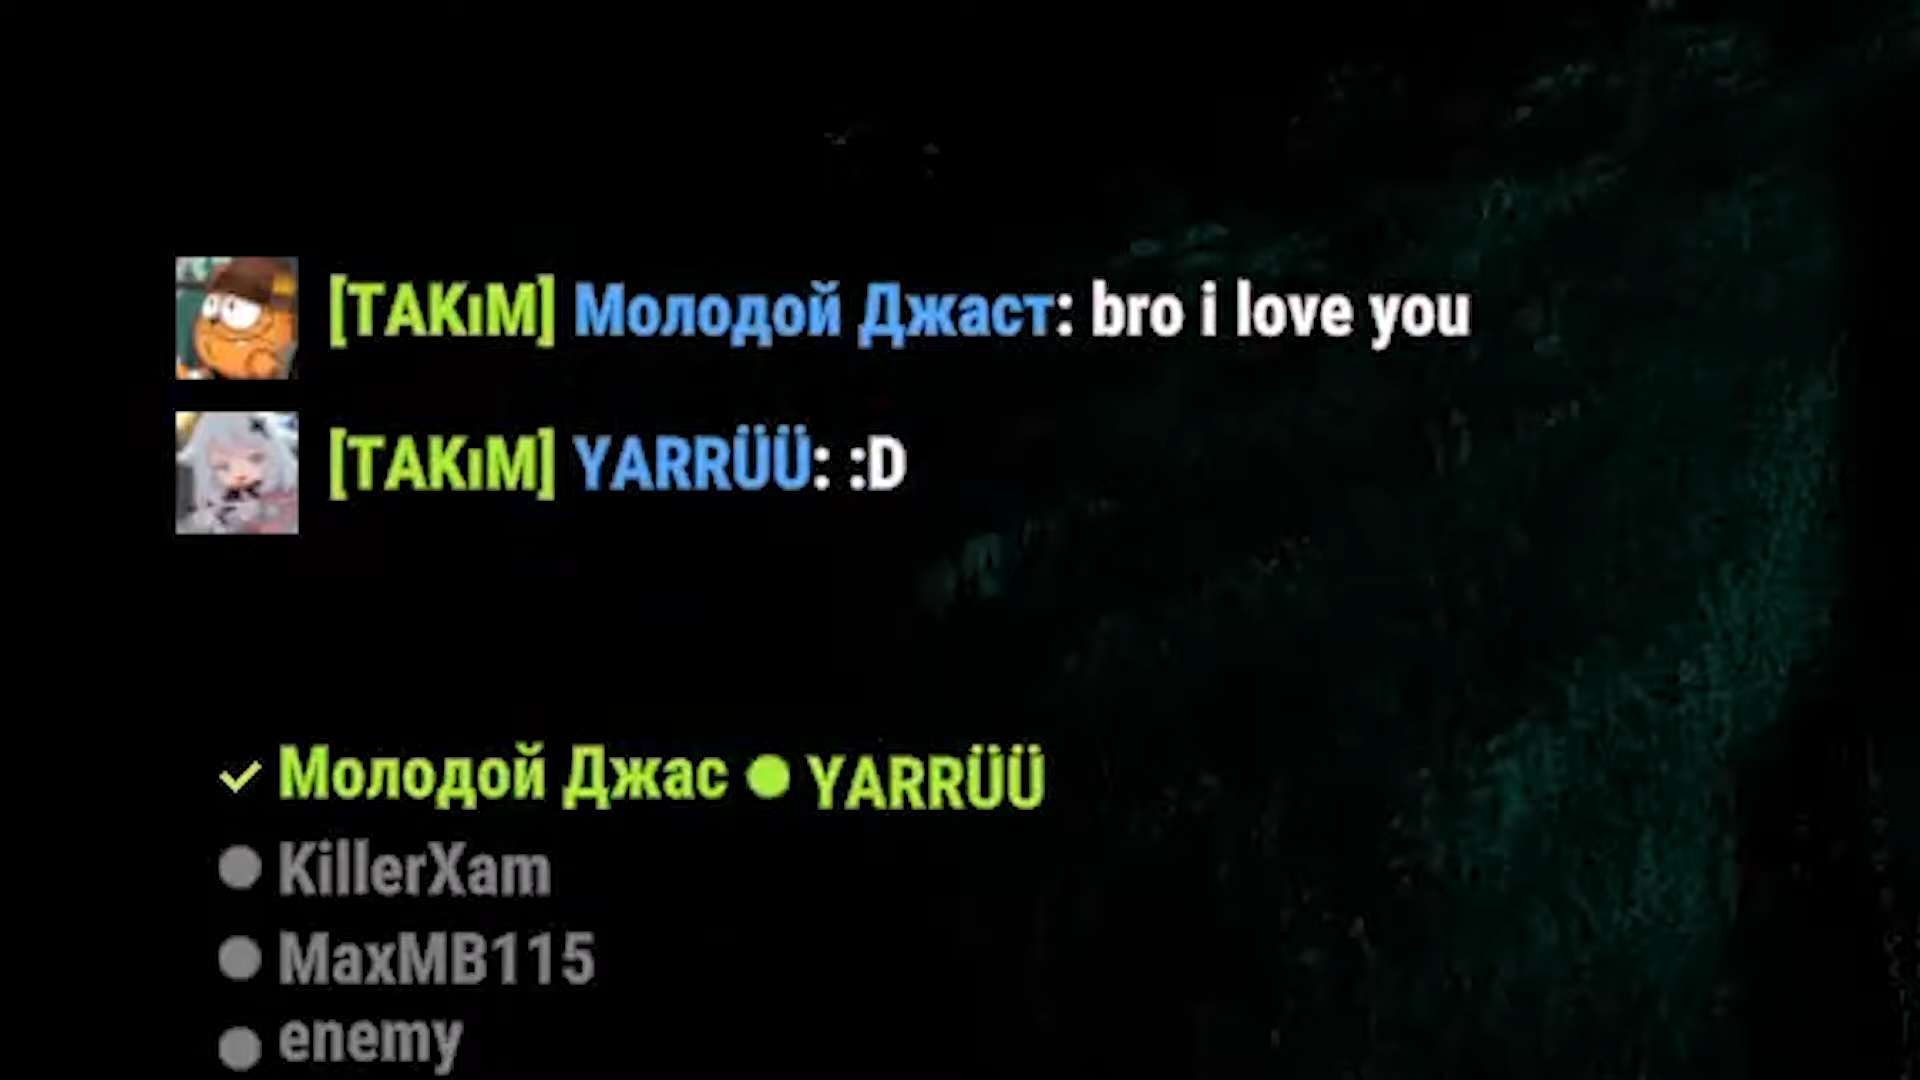 [TAKıM] Молодой Джаст: bro i love you
[TAKıM] YARRÜÜ: :D
Молодой Джас YARRÜÜ
KillerXam
MaxMB115
enemy